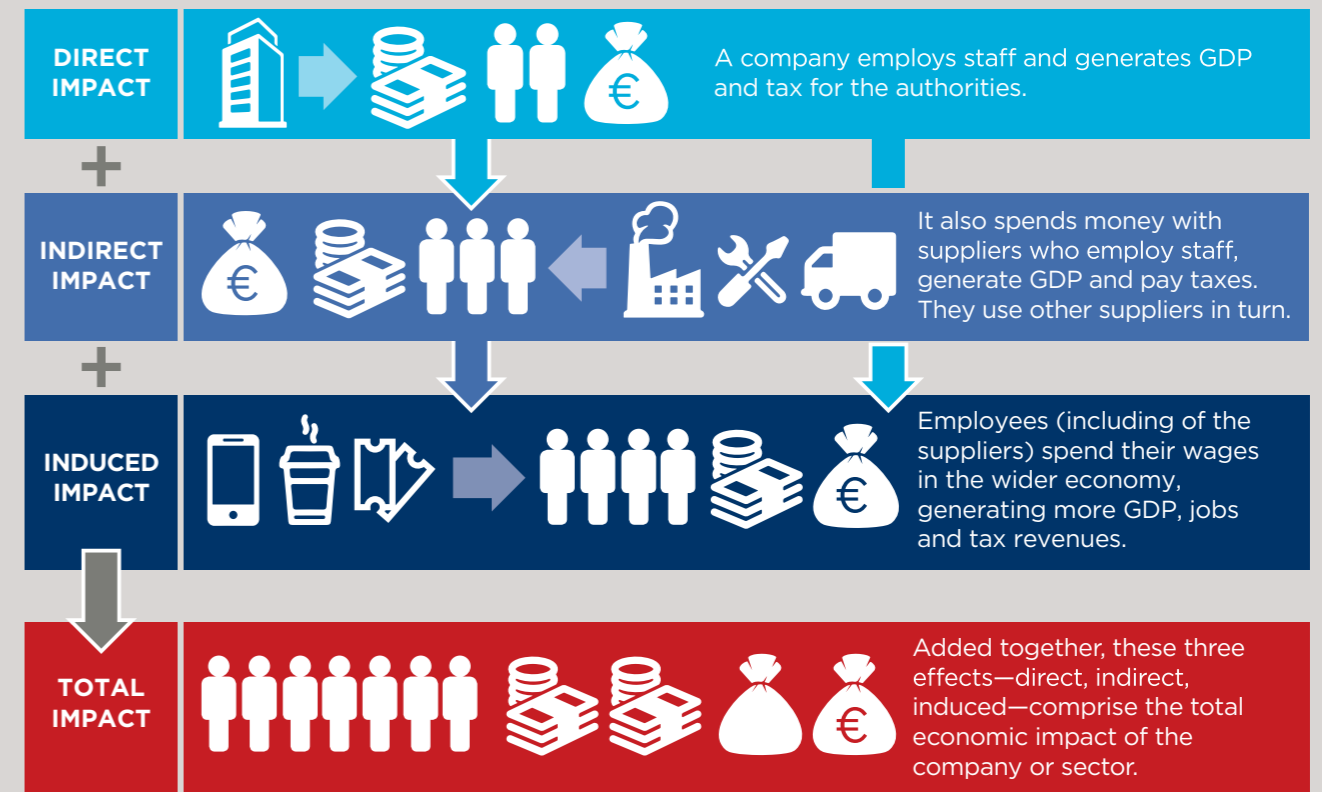 DIRECT
IMPACT
€
A company employs staff and generates GDP
and tax for the authorities.
+
INDIRECT
IMPACT
€
It also spends money with
suppliers who employ staff,
generate GDP and pay taxes.
They use other suppliers in turn.
+
INDUCED
IMPACT
€
Employees (including of the
suppliers) spend their wages
in the wider economy,
generating more GDP, jobs
and tax revenues.
TOTAL
IMPACT
€
Added together, these three
effects—direct, indirect,
induced—comprise the total
economic impact of the
company or sector.